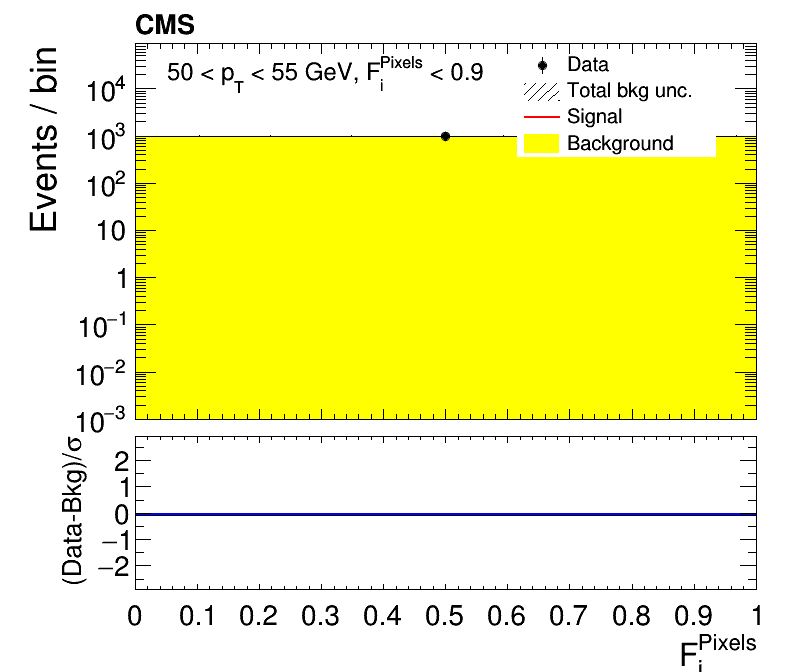 CMS
50 < p_T < 55 GeV, F_i^Pixels < 0.9
Data
Total bkg unc.
Signal
Background
Events / bin
10^4
10^3
10^2
10
1
10^−1
10^−2
10^−3
(Data-Bkg)/σ
2
1
0
−1
−2
0 0.1 0.2 0.3 0.4 0.5 0.6 0.7 0.8 0.9 1
F_i^Pixels